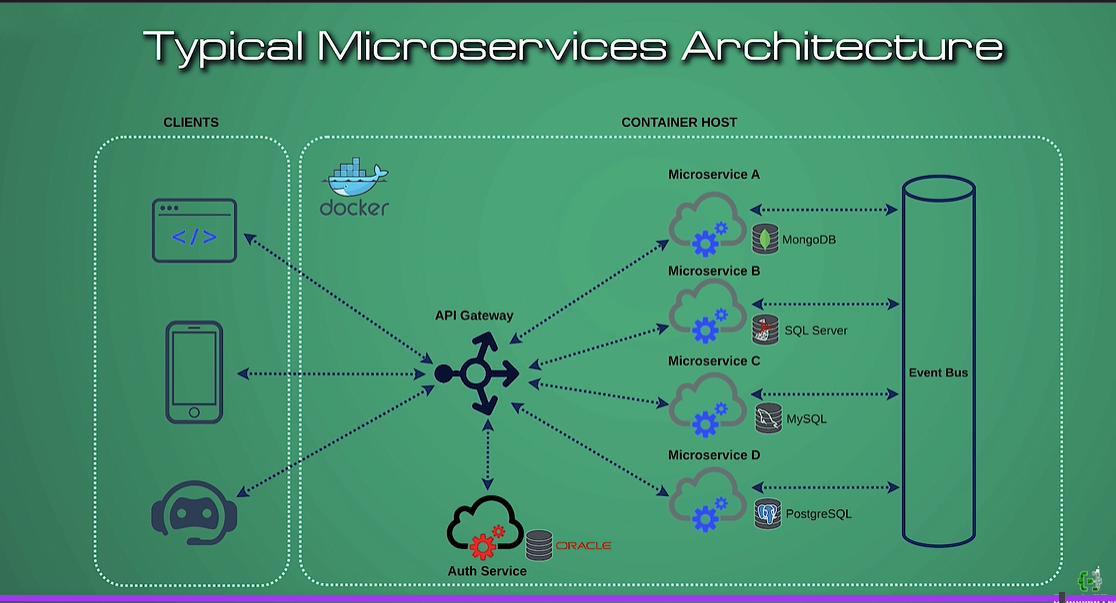 Typical Microservices Architecture
CLIENTS
CONTAINER HOST
docker
</>
API Gateway
Auth Service
ORACLE
Microservice A
MongoDB
Microservice B
SQL Server
Microservice C
MySQL
Microservice D
PostgreSQL
Event Bus